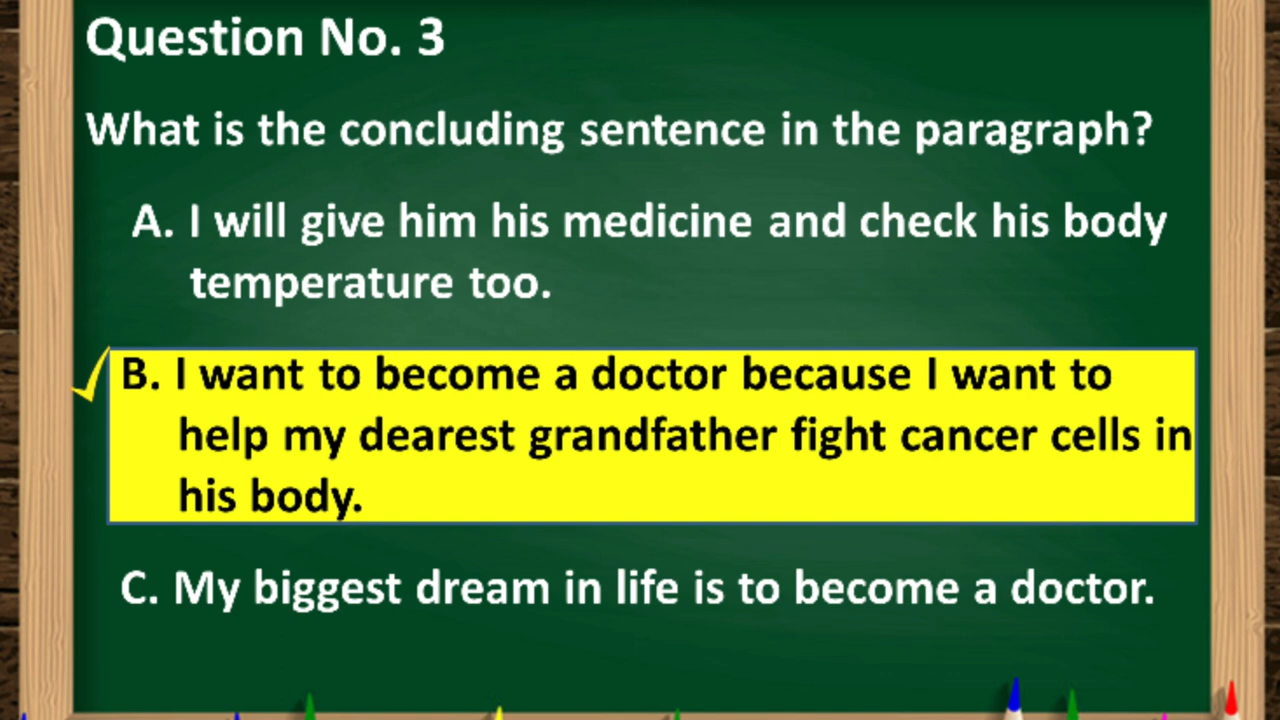 Question No. 3
What is the concluding sentence in the paragraph?
A. I will give him his medicine and check his body
temperature too.
B. I want to become a doctor because I want to
help my dearest grandfather fight cancer cells in
his body.
C. My biggest dream in life is to become a doctor.